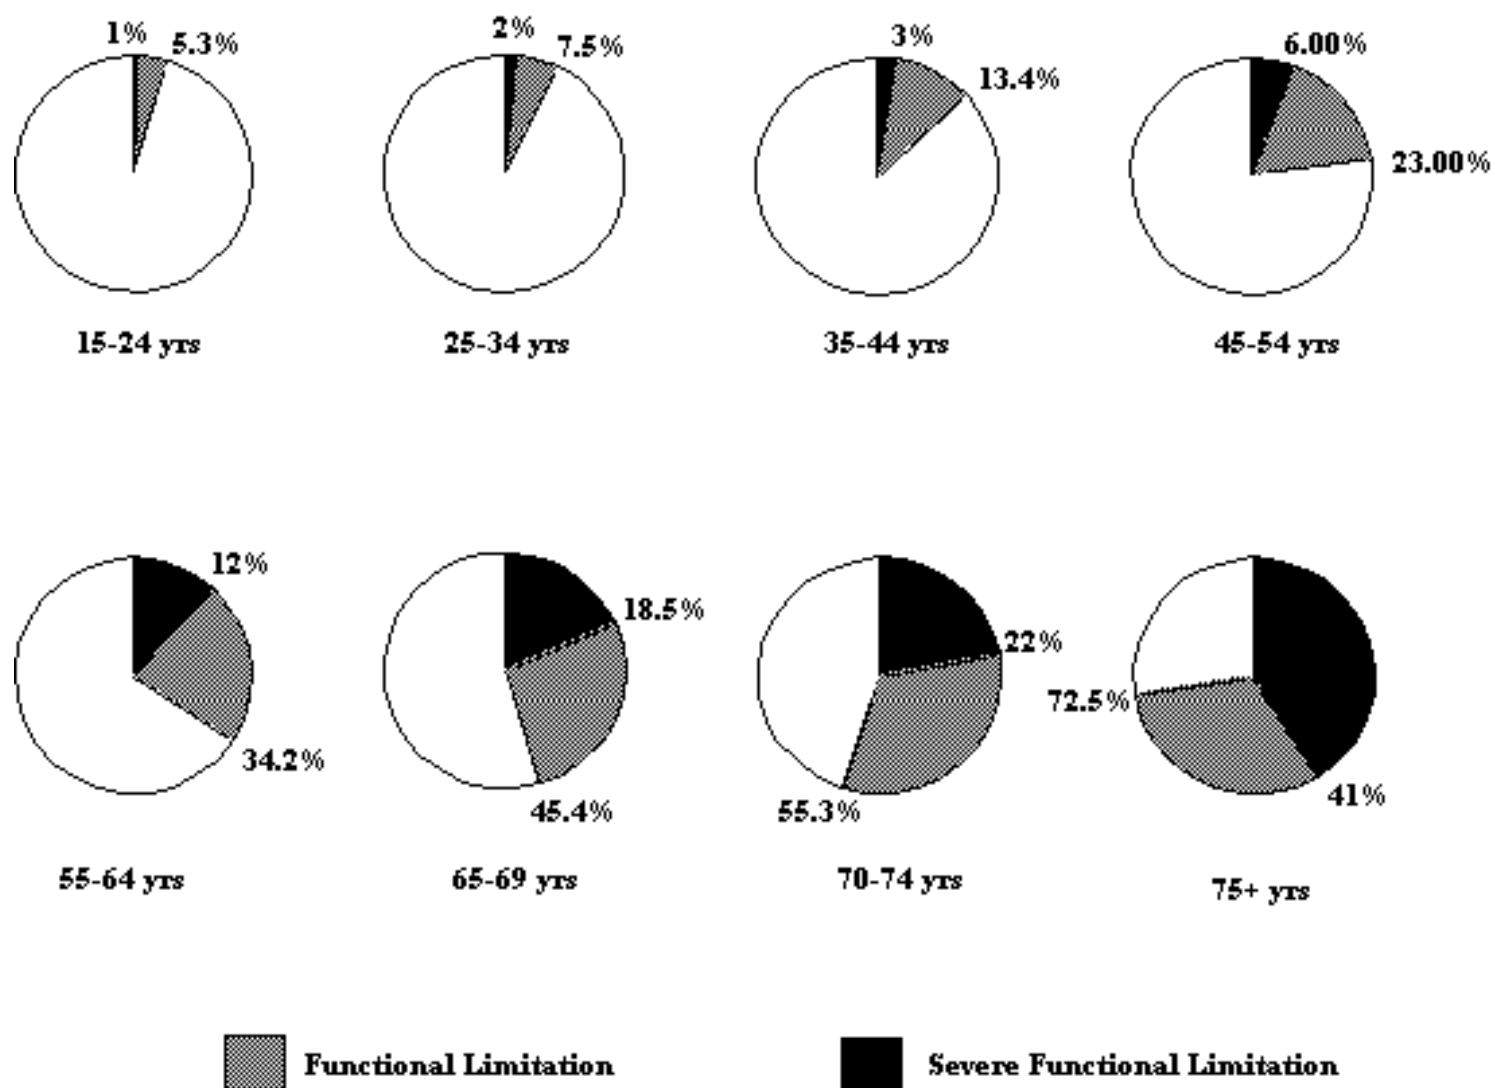 1%
5.3%
2%
7.5%
3%
13.4%
6.00%
23.00%
15-24 yrs
25-34 yrs
35-44 yrs
45-54 yrs
12%
34.2%
18.5%
45.4%
22%
55.3%
72.5%
41%
55-64 yrs
65-69 yrs
70-74 yrs
75+ yrs
Functional Limitation
Severe Functional Limitation